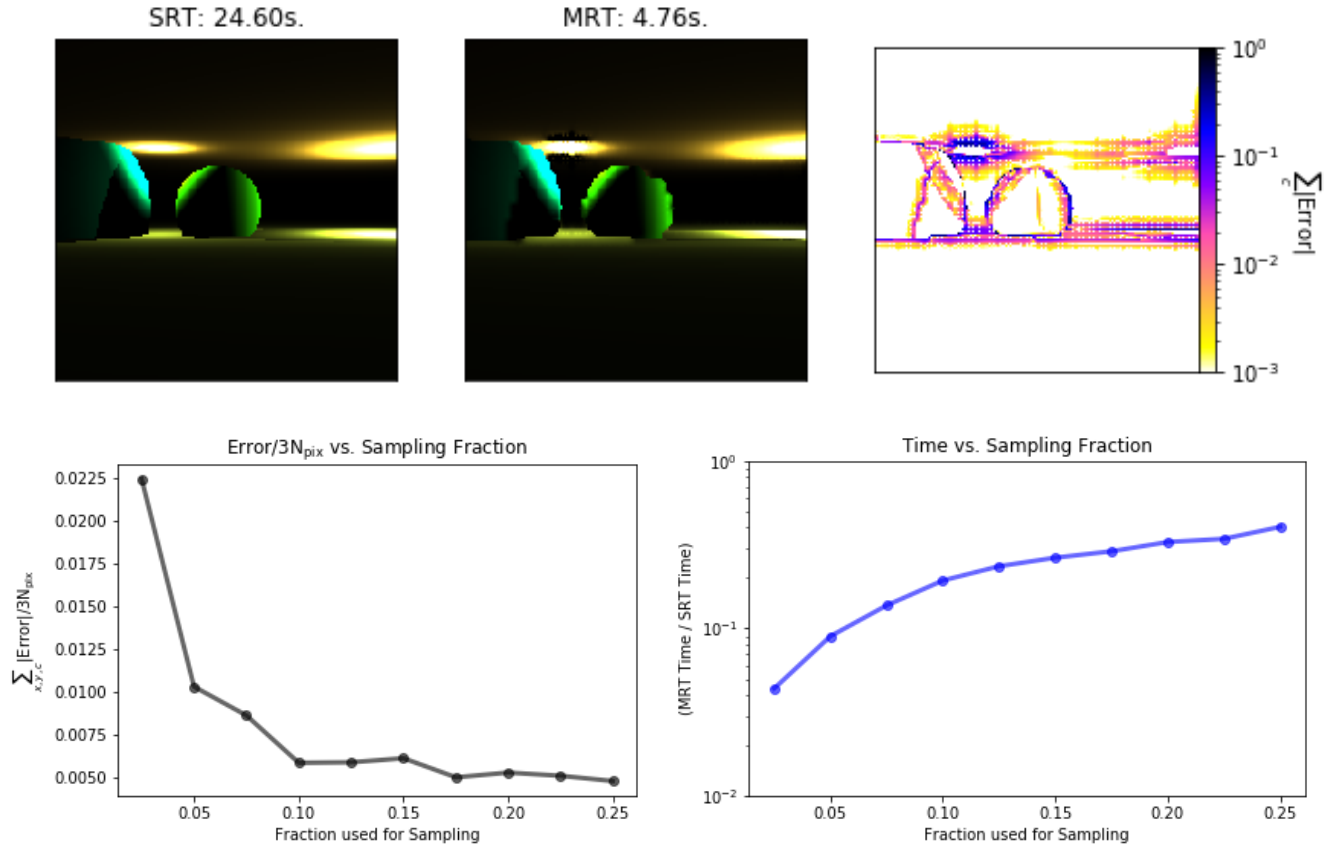 SRT: 24.60s.
MRT: 4.76s.
10⁰
10⁻¹
10⁻²
10⁻³
∑_c |Error|
Error/3N_pix vs. Sampling Fraction
0.0225
0.0200
0.0175
0.0150
0.0125
0.0100
0.0075
0.0050
∑_{x,y,c} |Error|/3N_pix
0.05 0.10 0.15 0.20 0.25
Fraction used for Sampling
Time vs. Sampling Fraction
10⁰
10⁻¹
10⁻²
(MRT Time / SRT Time)
0.05 0.10 0.15 0.20 0.25
Fraction used for Sampling